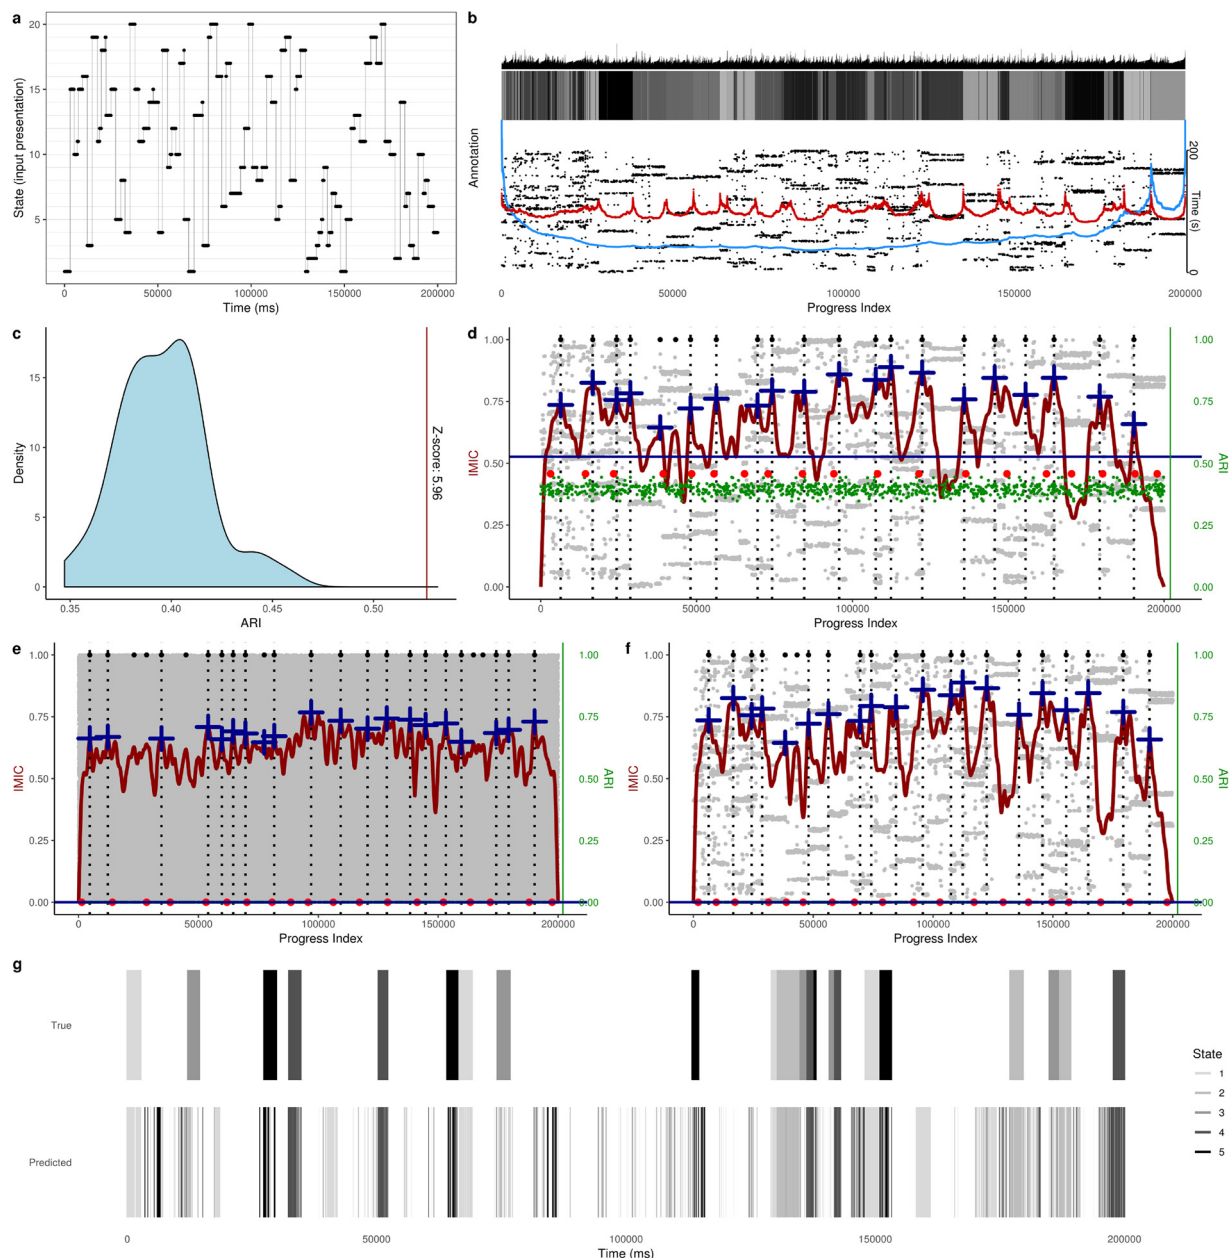 a
State (input presentation)
20
15
10
5
0
50000
100000
150000
200000
Time (ms)
b
Annotation
200
Time (s)
0
0
50000
100000
150000
200000
Progress Index
c
Density
15
10
5
0
Z-score: 5.96
0.35
0.40
0.45
0.50
ARI
d
IMIC
1.00
0.75
0.50
0.25
0.00
1.00
0.75
0.50
0.25
0.00
ARI
0
50000
100000
150000
200000
Progress Index
e
IMIC
1.00
0.75
0.50
0.25
0.00
1.00
0.75
0.50
0.25
0.00
ARI
0
50000
100000
150000
200000
Progress Index
f
IMIC
1.00
0.75
0.50
0.25
0.00
1.00
0.75
0.50
0.25
0.00
ARI
0
50000
100000
150000
200000
Progress Index
g
True
Predicted
State
1
2
3
4
5
0
50000
100000
150000
200000
Time (ms)